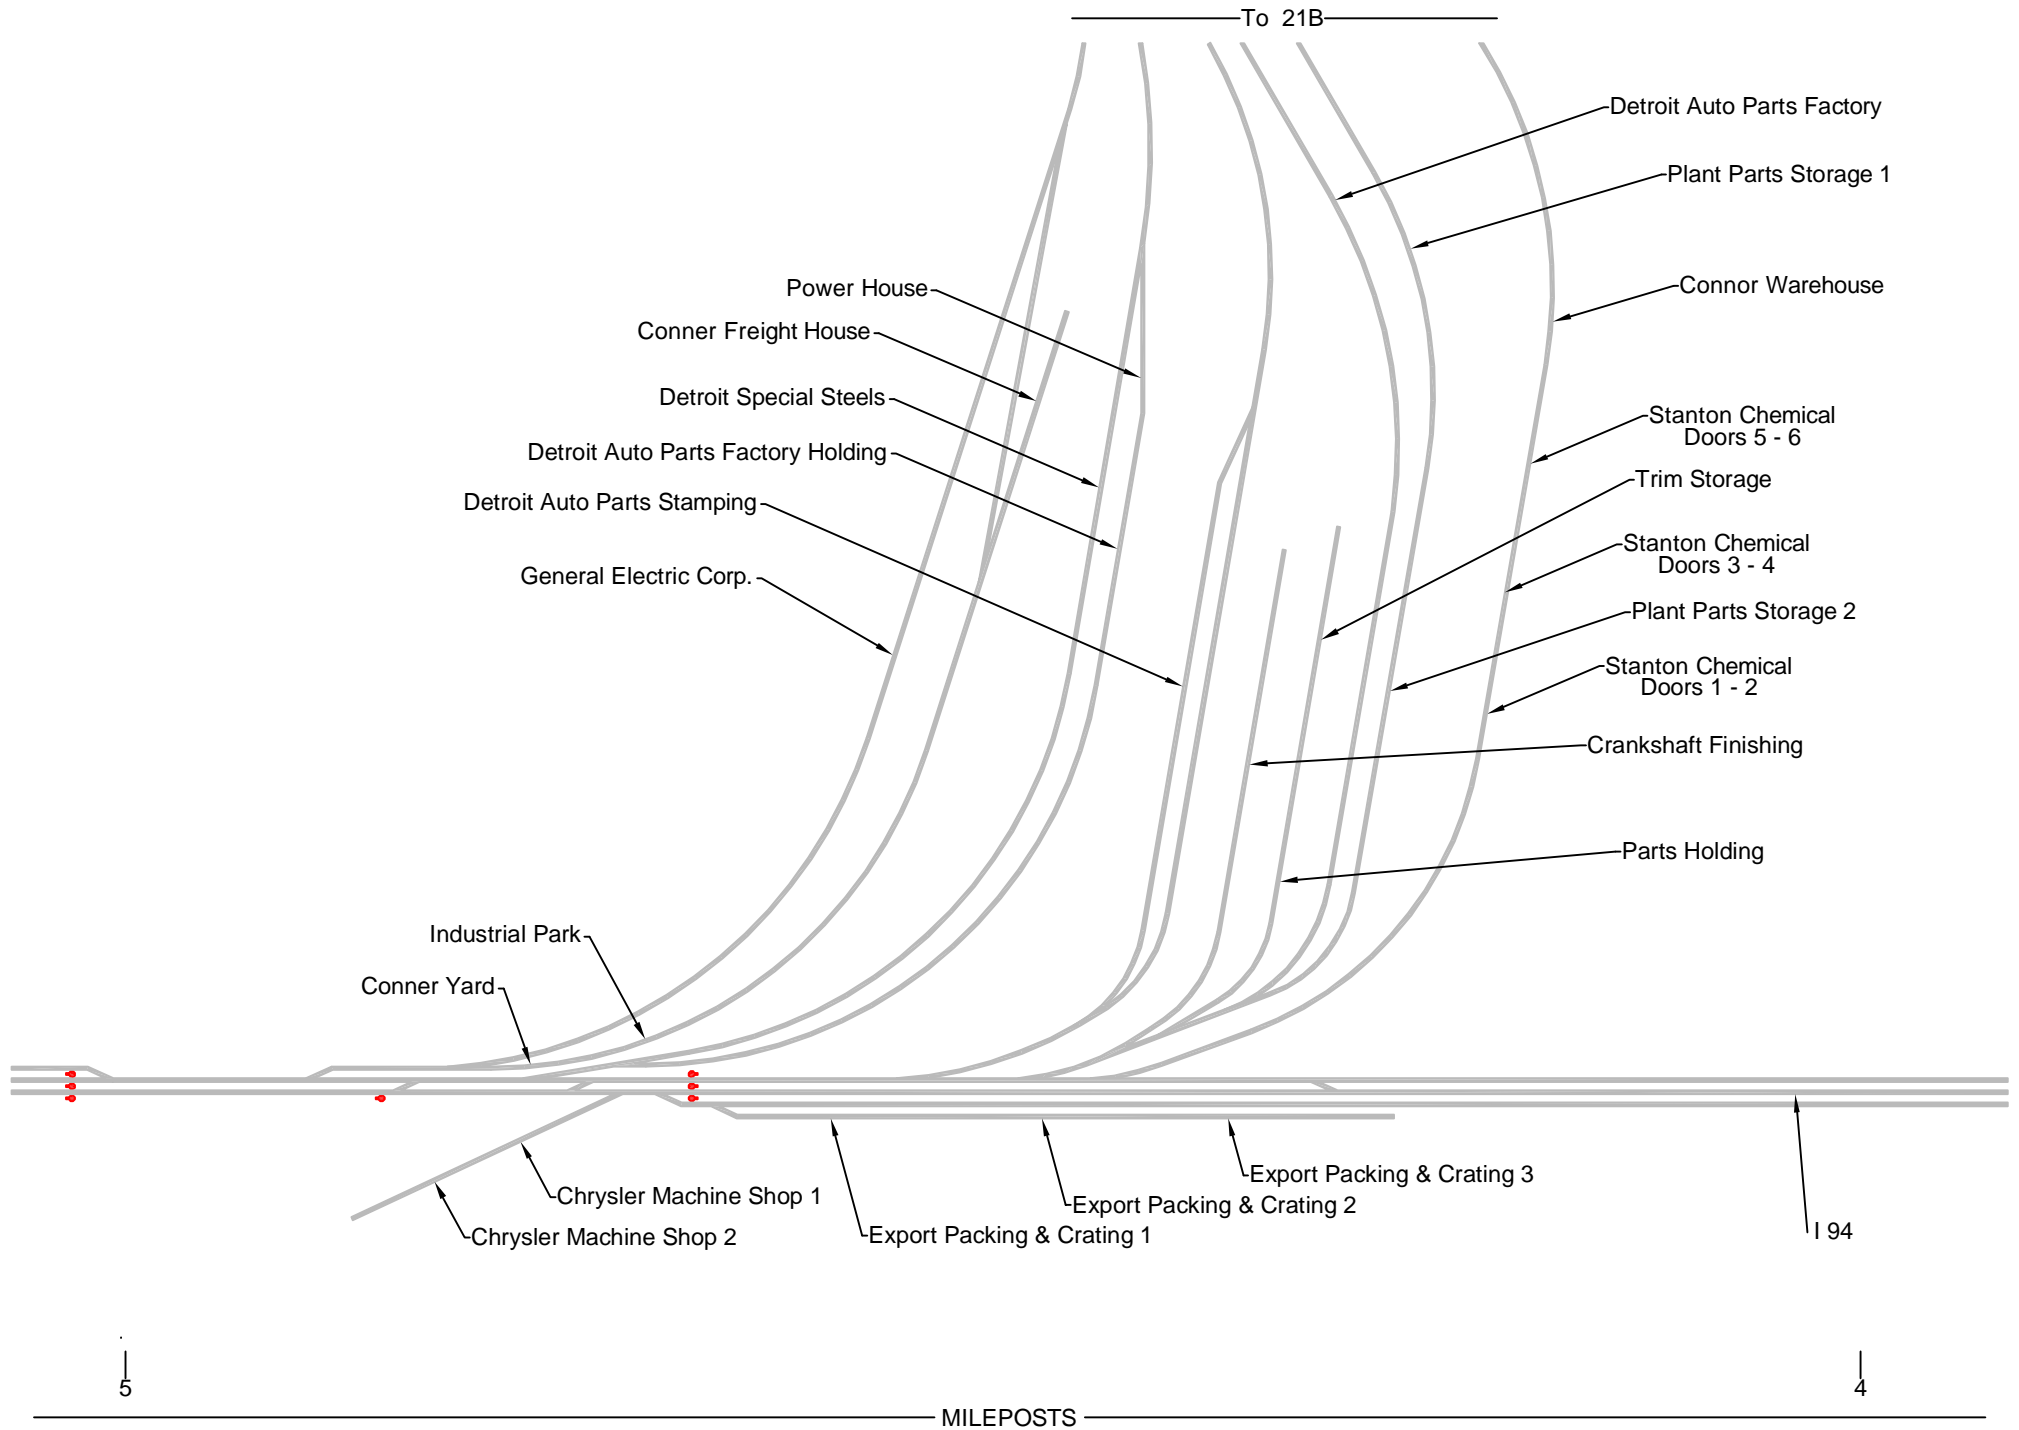 To 21B
Detroit Auto Parts Factory
Plant Parts Storage 1
Power House
Connor Warehouse
Conner Freight House
Detroit Special Steels
Stanton Chemical
Doors 5 - 6
Detroit Auto Parts Factory Holding
Trim Storage
Detroit Auto Parts Stamping
Stanton Chemical
Doors 3 - 4
General Electric Corp.
Plant Parts Storage 2
Stanton Chemical
Doors 1 - 2
Crankshaft Finishing
Parts Holding
Industrial Park
Conner Yard
Export Packing & Crating 3
Chrysler Machine Shop 1
Export Packing & Crating 2
Chrysler Machine Shop 2
Export Packing & Crating 1
I 94
5
4
MILEPOSTS